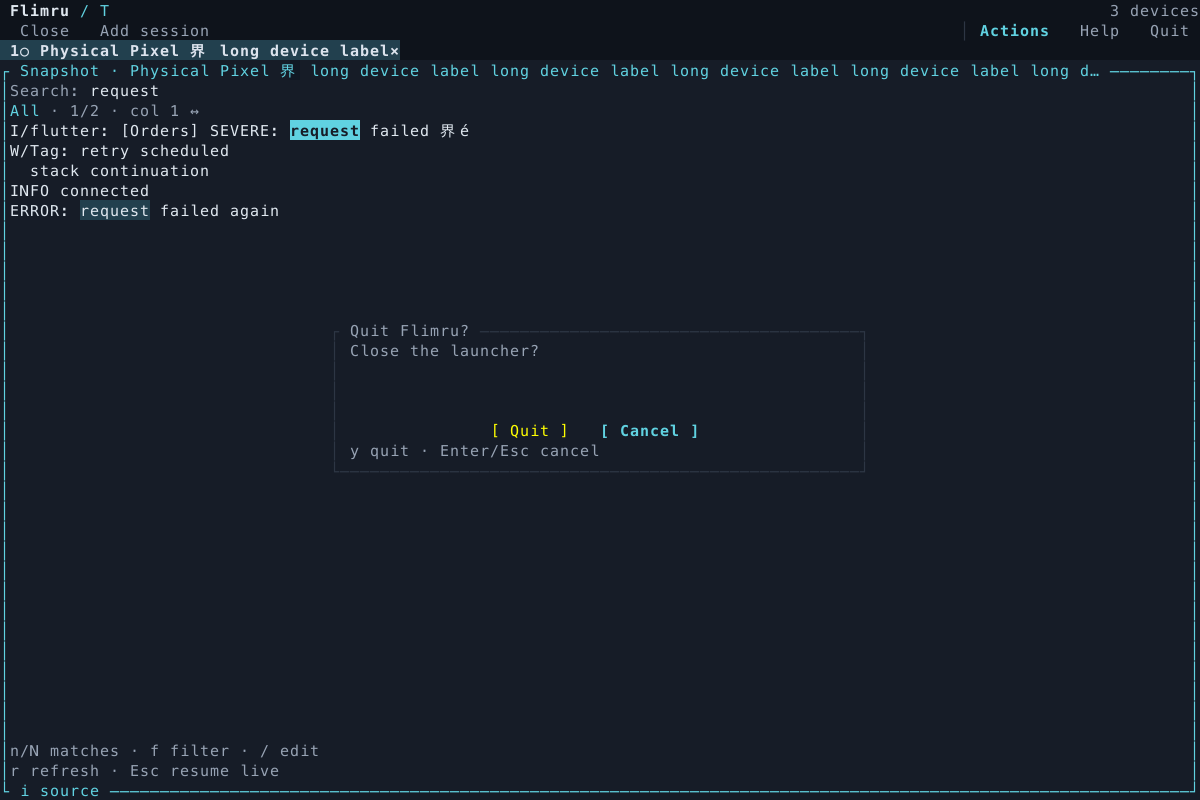 Flimru / T
3 devices
Close   Add session
│ Actions   Help   Quit
1○ Physical Pixel 界 long device label×
Snapshot · Physical Pixel 界 long device label long device label long device label long device label long d…
Search: request
All · 1/2 · col 1 ↔
I/flutter: [Orders] SEVERE: request failed 界é
W/Tag: retry scheduled
stack continuation
INFO connected
ERROR: request failed again
Quit Flimru?
Close the launcher?
[ Quit ]   [ Cancel ]
y quit · Enter/Esc cancel
n/N matches · f filter · / edit
r refresh · Esc resume live
i source